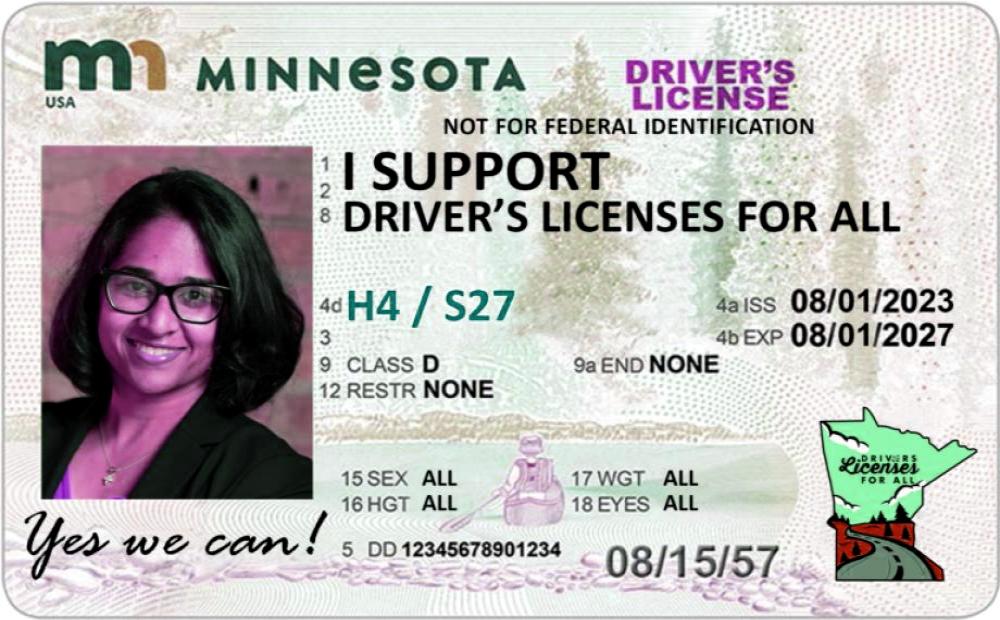 mn MINNeSOTA
USA
DRIVER'S
LICENSE
NOT FOR FEDERAL IDENTIFICATION
1 I SUPPORT
2
8 DRIVER'S LICENSES FOR ALL
4d H4 / S27
4a ISS 08/01/2023
3
4b EXP 08/01/2027
9 CLASS D
9a END NONE
12 RESTR NONE
15 SEX ALL
17 WGT ALL
16 HGT ALL
18 EYES ALL
DRIVERS
Licenses
FOR ALL
Yes we can!
5 DD 12345678901234
08/15/57